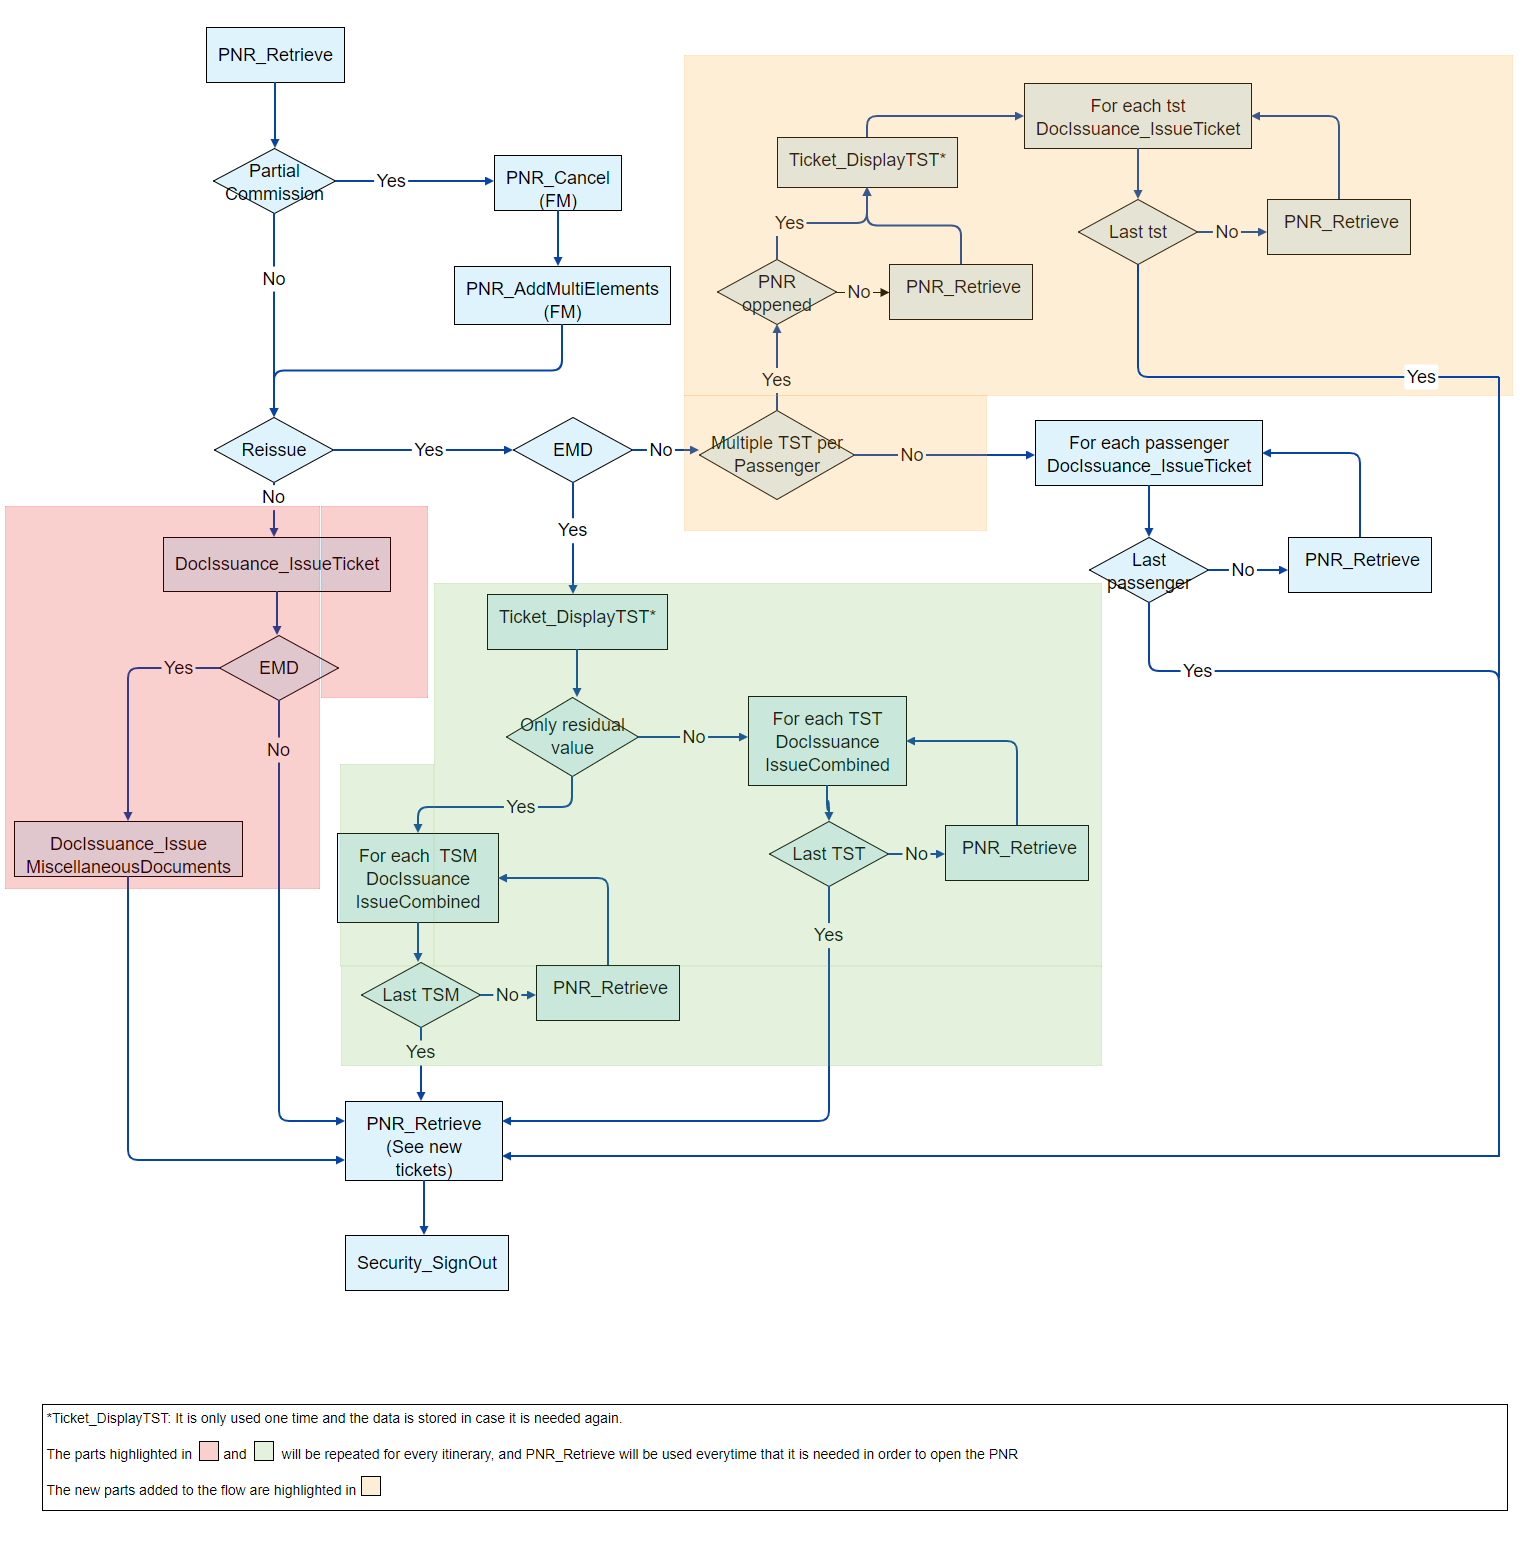 PNR_Retrieve
Partial
Commission
Yes
PNR_Cancel
(FM)
No
PNR_AddMultiElements
(FM)
For each tst
DocIssuance_IssueTicket
Ticket_DisplayTST*
Yes
Last tst
No
PNR_Retrieve
PNR
oppened
No
PNR_Retrieve
Yes
Yes
Reissue
Yes
EMD
No
Multiple TST per
Passenger
No
For each passenger
DocIssuance_IssueTicket
No
Yes
DocIssuance_IssueTicket
Last
passenger
No
PNR_Retrieve
Ticket_DisplayTST*
Yes
EMD
Yes
No
Only residual
value
No
For each TST
DocIssuance
IssueCombined
Yes
DocIssuance_Issue
MiscellaneousDocuments
For each  TSM
DocIssuance
IssueCombined
Last TST
No
PNR_Retrieve
Yes
Last TSM
No
PNR_Retrieve
Yes
PNR_Retrieve
(See new
tickets)
Security_SignOut
*Ticket_DisplayTST: It is only used one time and the data is stored in case it is needed again.
The parts highlighted in and will be repeated for every itinerary, and PNR_Retrieve will be used everytime that it is needed in order to open the PNR
The new parts added to the flow are highlighted in